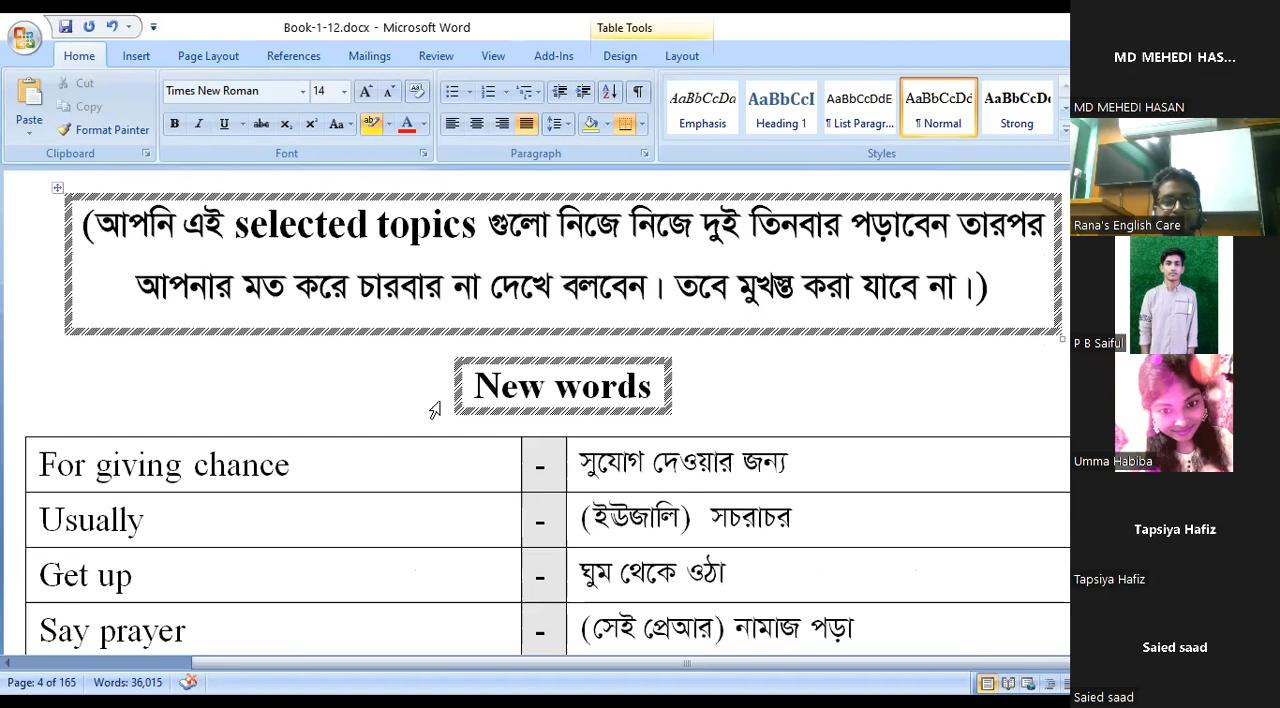 Book-1-12.docx - Microsoft Word
Table Tools
Home Insert Page Layout References Mailings Review View Add-Ins Design Layout
Cut
Copy
Paste
Format Painter
Clipboard
Times New Roman 14
Font
Paragraph
AaBbCcDa AaBbCcI AaBbCcDdE AaBbCcDc AaBbCcDc
Emphasis Heading 1 ¶ List Paragr... ¶ Normal Strong
Styles
(আপনি এই selected topics গুলো নিজে নিজে দুই তিনবার পড়াবেন তারপর
আপনার মত করে চারবার না দেখে বলবেন। তবে মুখস্ত করা যাবে না।)
New words
For giving chance - সুযোগ দেওয়ার জন্য
Usually - (ইউজালি) সচরাচর
Get up - ঘুম থেকে ওঠা
Say prayer - (সেই প্রেআর) নামাজ পড়া
Page: 4 of 165 Words: 36,015
MD MEHEDI HAS...
MD MEHEDI HASAN
Rana's English Care
P B Saiful
Umma Habiba
Tapsiya Hafiz
Tapsiya Hafiz
Saied saad
Saied saad